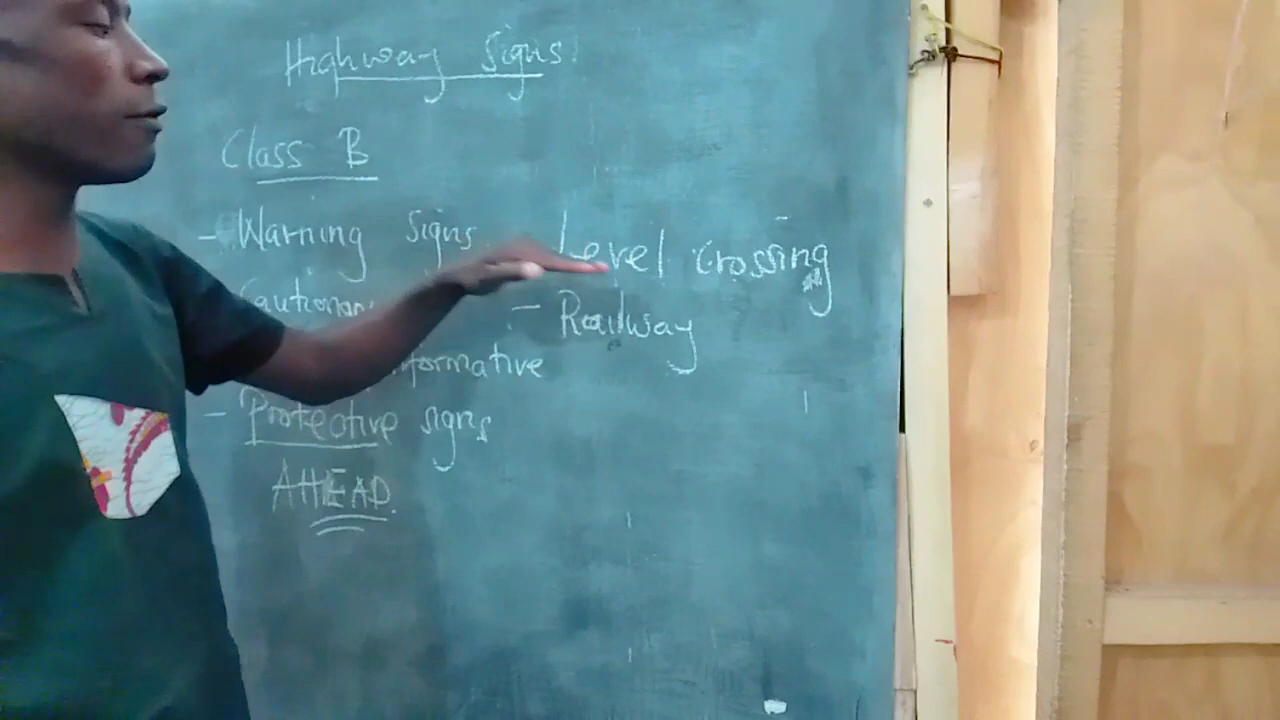 Highway Signs
Class B
- Warning Signs
Cautionary
informative
- Protective signs
AHEAD.
Level Crossing
- Railway